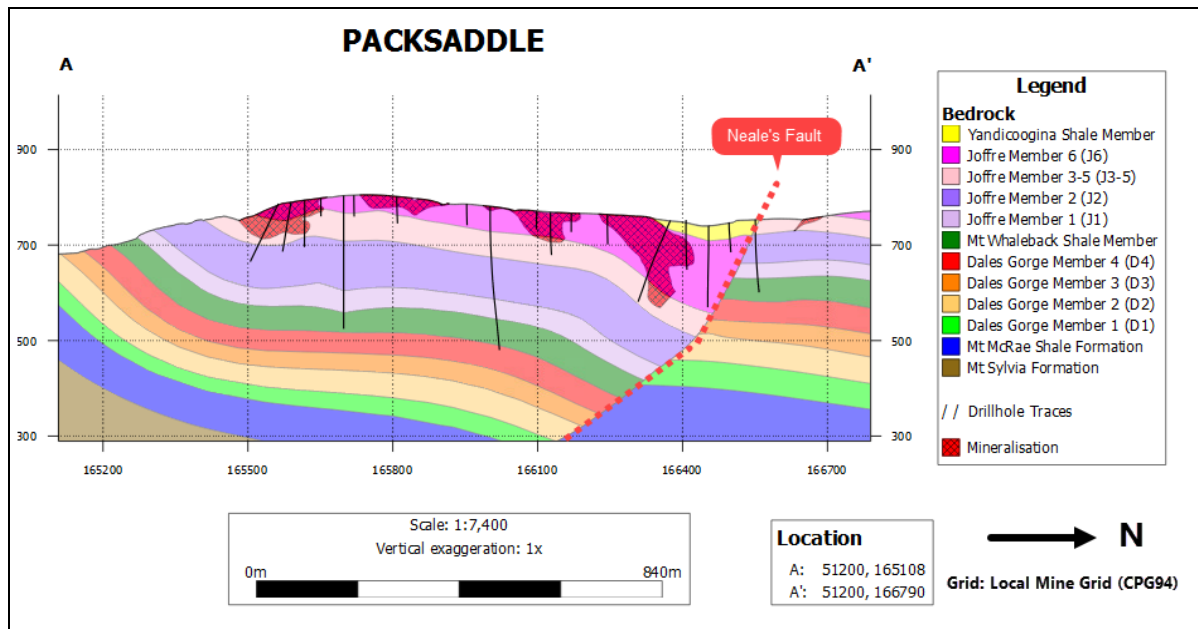 PACKSADDLE
A
A'
Neale's Fault
900
700
500
300
900
700
500
300
165200
165500
165800
166100
166400
166700
Legend
Bedrock
Yandicoogina Shale Member
Joffre Member 6 (J6)
Joffre Member 3-5 (J3-5)
Joffre Member 2 (J2)
Joffre Member 1 (J1)
Mt Whaleback Shale Member
Dales Gorge Member 4 (D4)
Dales Gorge Member 3 (D3)
Dales Gorge Member 2 (D2)
Dales Gorge Member 1 (D1)
Mt McRae Shale Formation
Mt Sylvia Formation
Drillhole Traces
Mineralisation
Scale: 1:7,400
Vertical exaggeration: 1x
0m
840m
Location
A: 51200, 165108
A': 51200, 166790
N
Grid: Local Mine Grid (CPG94)